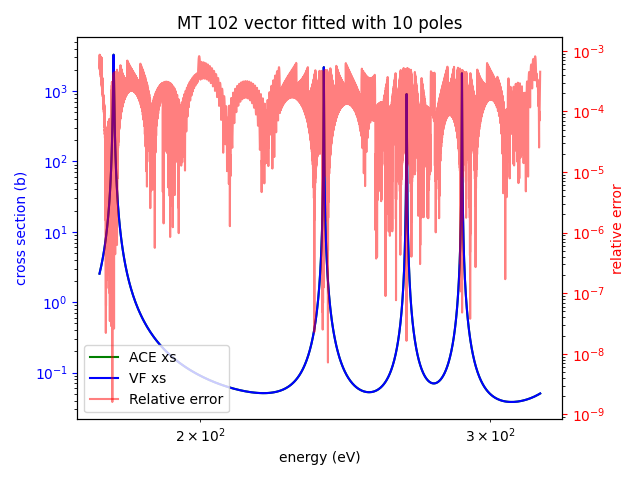 MT 102 vector fitted with 10 poles
cross section (b)
10³
10²
10¹
10⁰
10⁻¹
10⁻³
10⁻⁴
10⁻⁵
10⁻⁶
10⁻⁷
10⁻⁸
10⁻⁹
relative error
ACE xs
VF xs
Relative error
2 × 10²
3 × 10²
energy (eV)